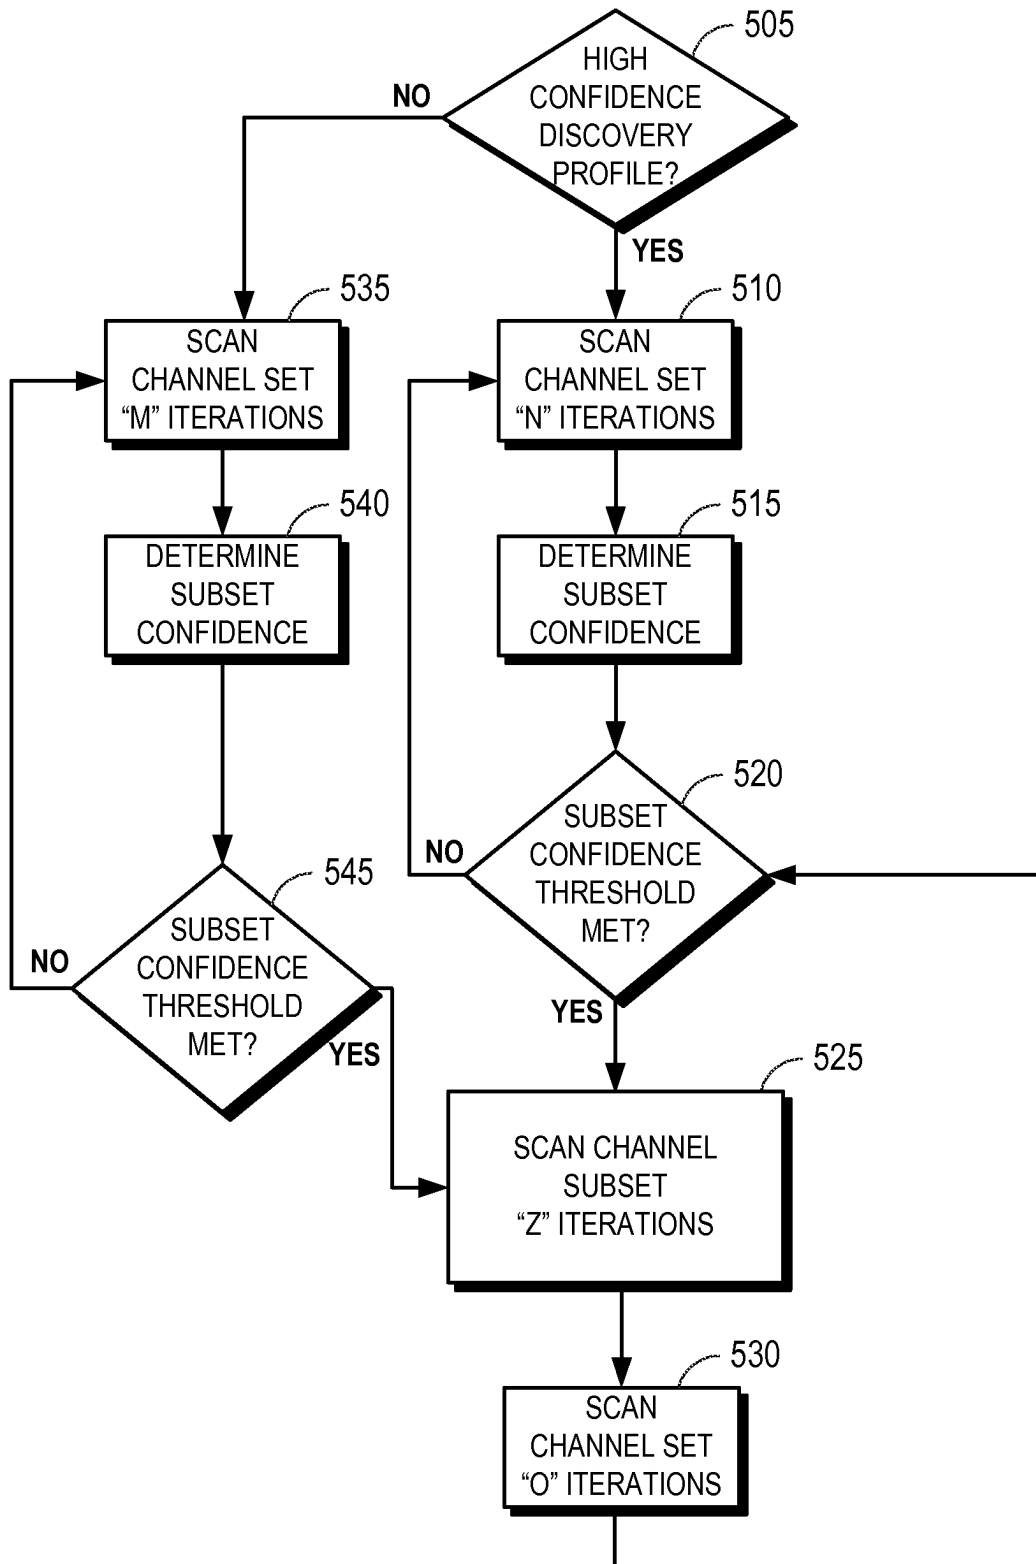 505
HIGH
CONFIDENCE
DISCOVERY
PROFILE?
NO
YES
535
SCAN
CHANNEL SET
“M” ITERATIONS
510
SCAN
CHANNEL SET
“N” ITERATIONS
540
DETERMINE
SUBSET
CONFIDENCE
515
DETERMINE
SUBSET
CONFIDENCE
520
SUBSET
CONFIDENCE
THRESHOLD
MET?
NO
YES
545
SUBSET
CONFIDENCE
THRESHOLD
MET?
NO
YES
525
SCAN CHANNEL
SUBSET
“Z” ITERATIONS
530
SCAN
CHANNEL SET
“O” ITERATIONS